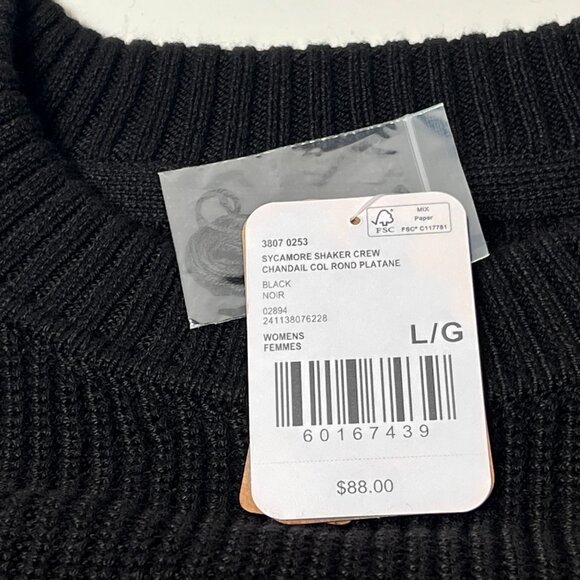 FSC
MIX
Paper
FSC® C117781
3807 0253
SYCAMORE SHAKER CREW
CHANDAIL COL ROND PLATANE
BLACK
NOIR
02894
241138076228
WOMENS
FEMMES
L/G
60167439
$88.00